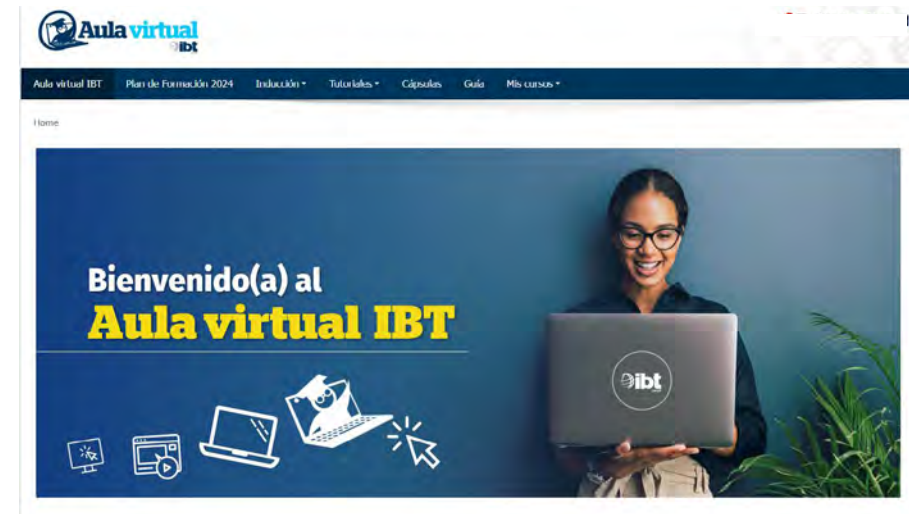 Aula virtual
ibt
Aula virtual IBT Plan de Formación 2024 Inducción Tutoriales Cápsulas Guía Mis cursos
Home
Bienvenido(a) al
Aula virtual IBT
ibt